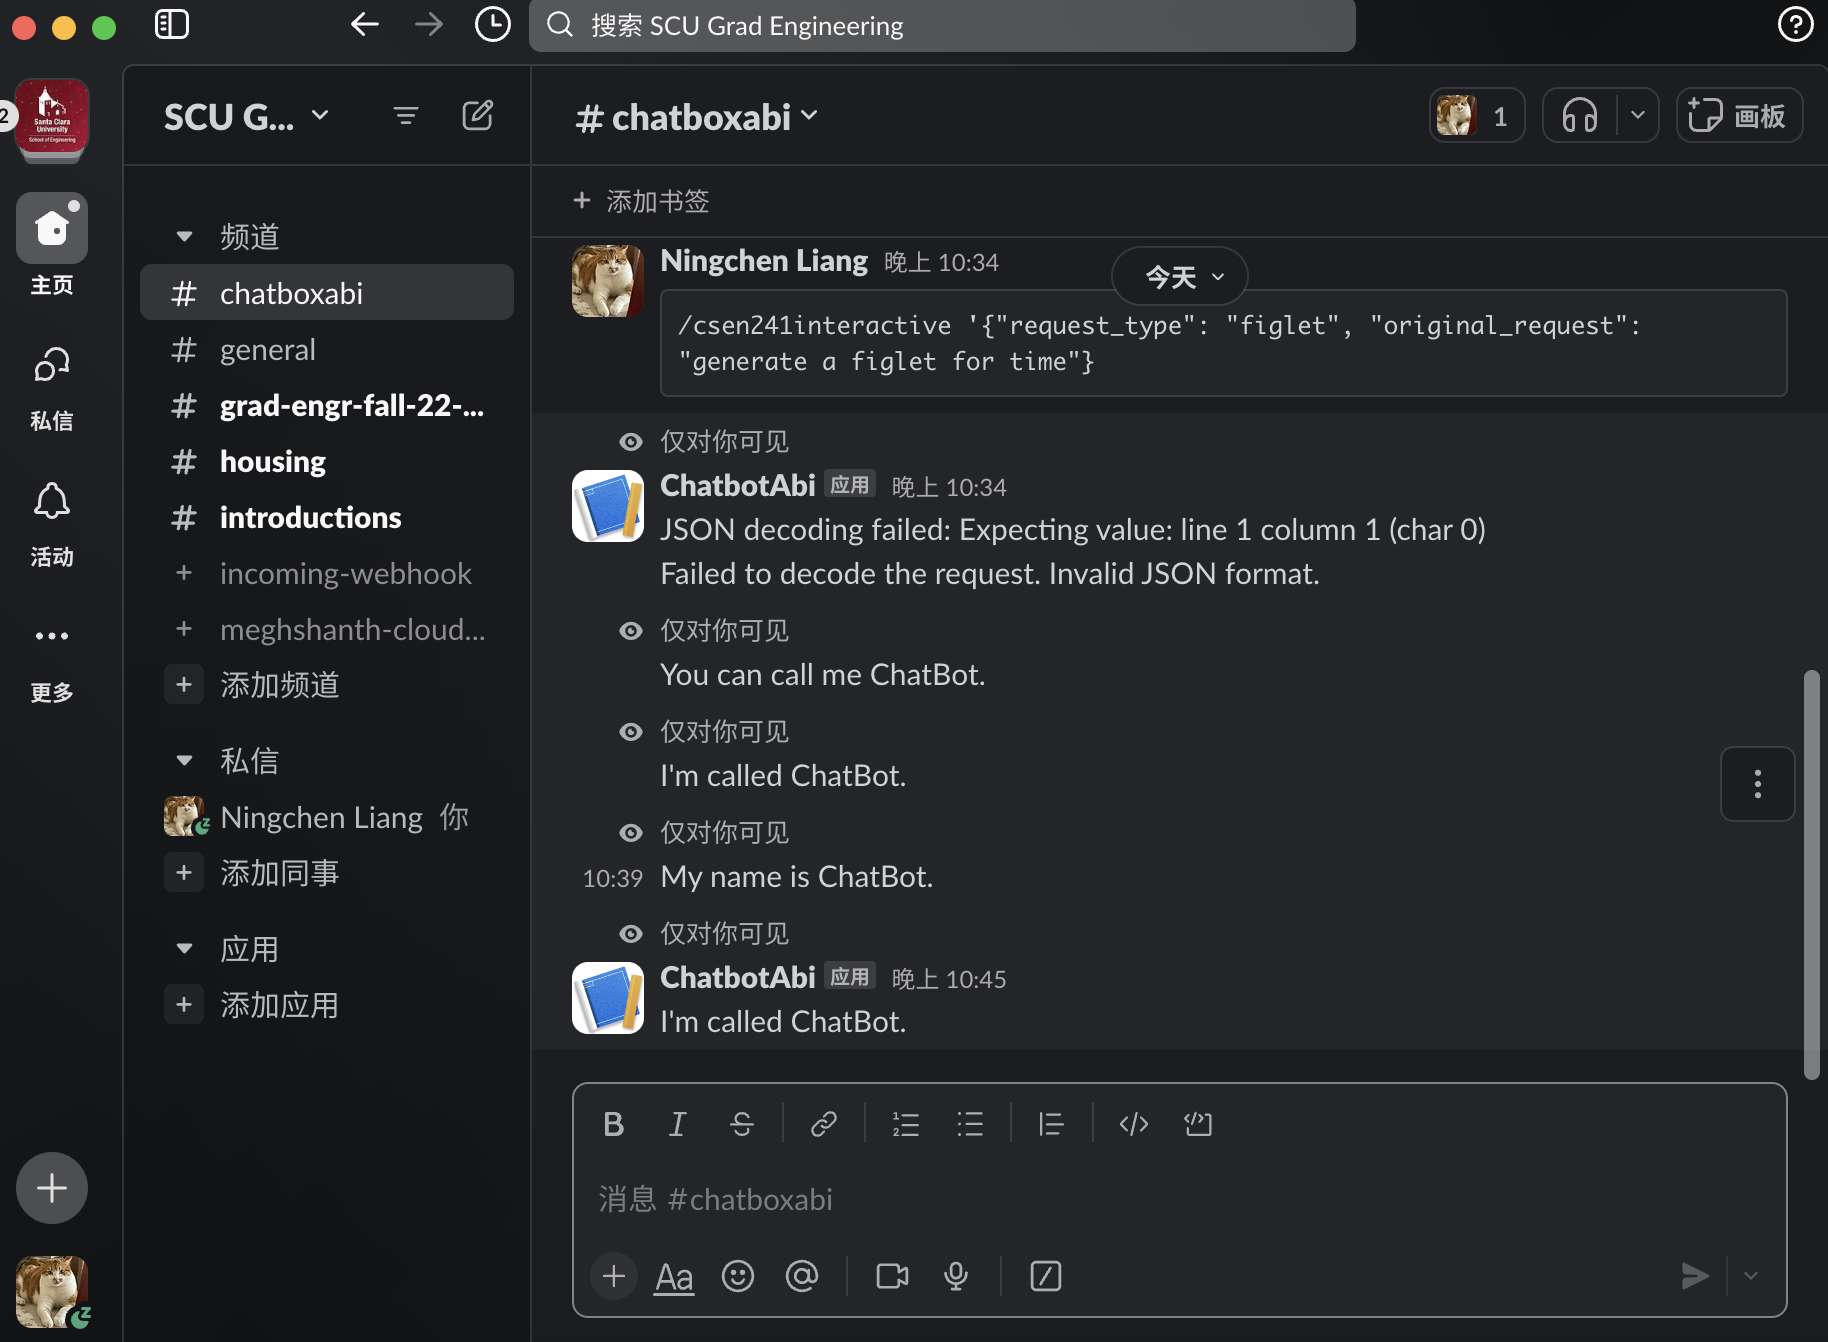 搜索 SCU Grad Engineering
2
Santa Clara
University
School of Engineering
主页
私信
活动
更多
SCU G...
频道
# chatboxabi
# general
# grad-engr-fall-22-...
# housing
# introductions
+ incoming-webhook
+ meghshanth-cloud...
+ 添加频道
私信
Ningchen Liang 你
+ 添加同事
应用
+ 添加应用
# chatboxabi
1
画板
+ 添加书签
今天
Ningchen Liang 晚上 10:34
/csen241interactive '{"request_type": "figlet", "original_request":
"generate a figlet for time"}
仅对你可见
ChatbotAbi 应用 晚上 10:34
JSON decoding failed: Expecting value: line 1 column 1 (char 0)
Failed to decode the request. Invalid JSON format.
仅对你可见
You can call me ChatBot.
仅对你可见
I'm called ChatBot.
仅对你可见
10:39 My name is ChatBot.
仅对你可见
ChatbotAbi 应用 晚上 10:45
I'm called ChatBot.
消息 #chatboxabi
Aa